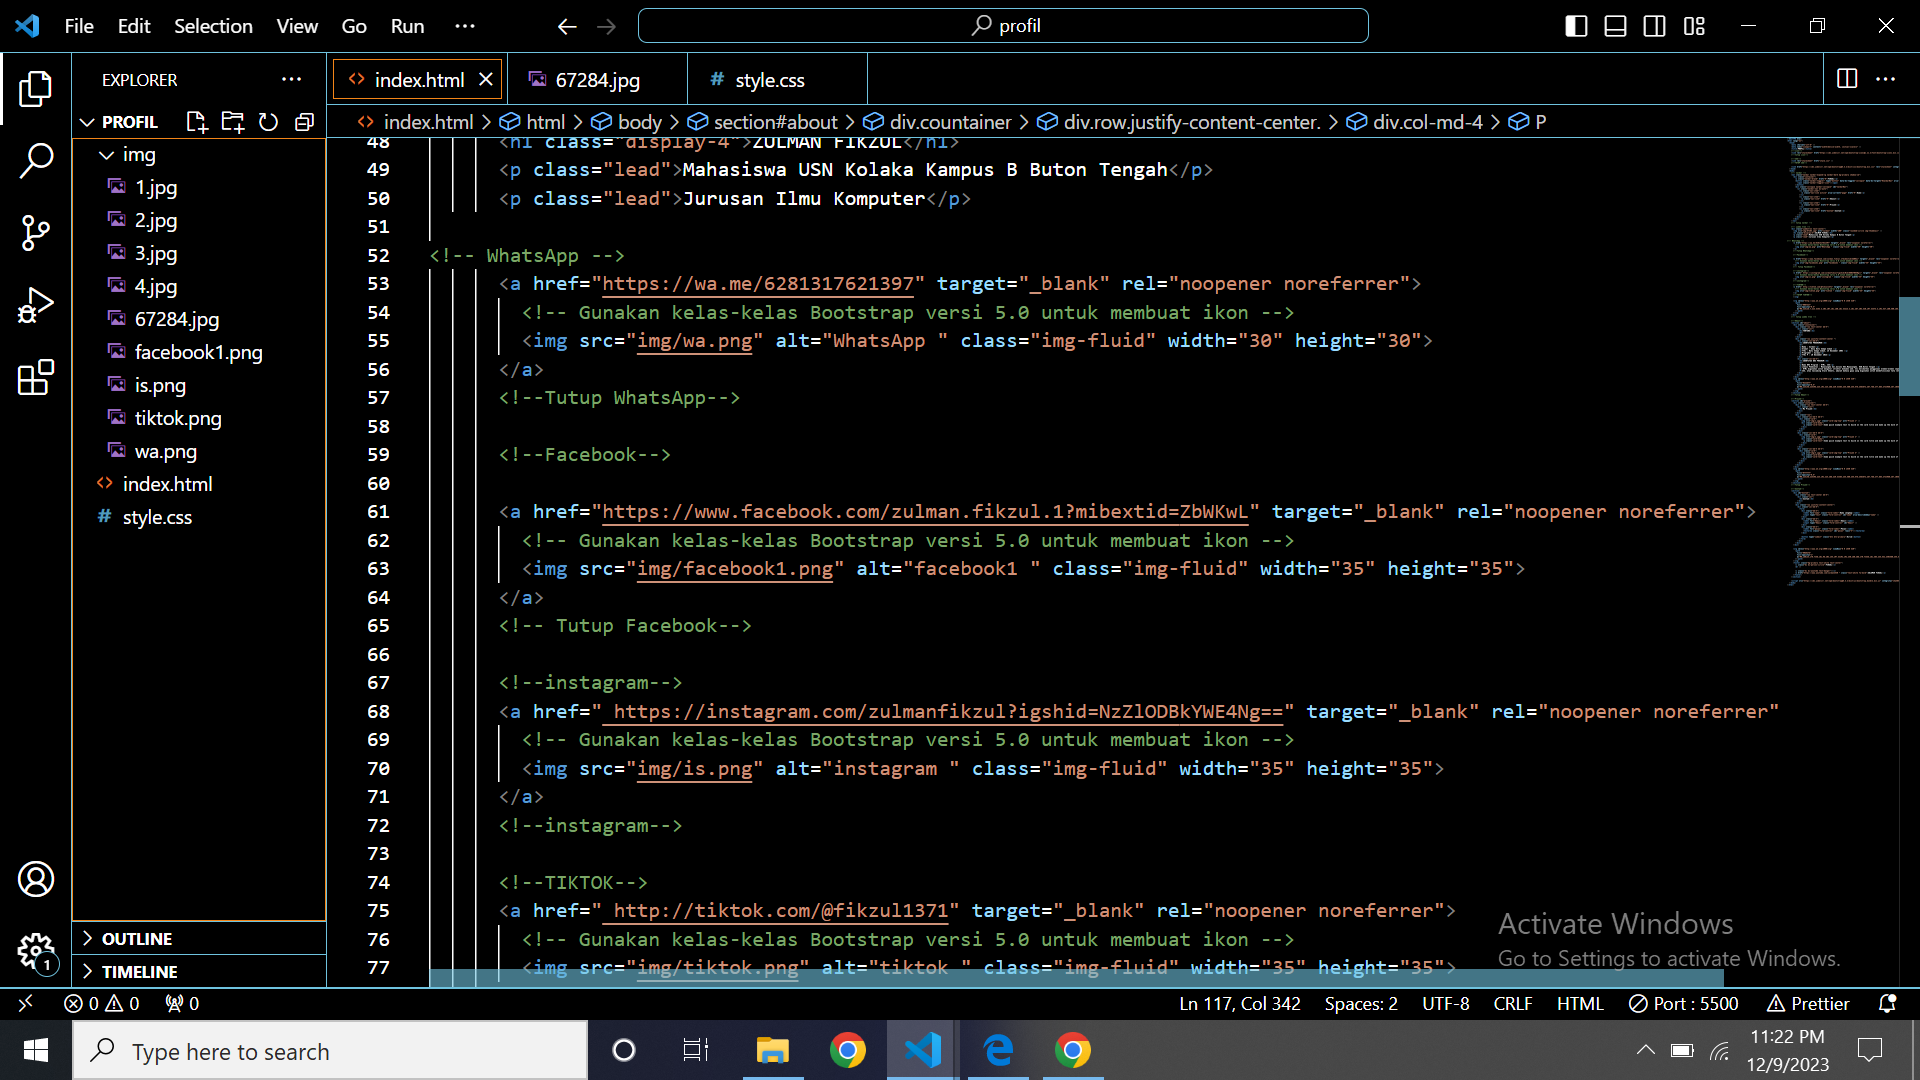 File Edit Selection View Go Run ··· profil
EXPLORER ···
PROFIL
img
1.jpg
2.jpg
3.jpg
4.jpg
67284.jpg
facebook1.png
is.png
tiktok.png
wa.png
index.html
style.css
OUTLINE
TIMELINE
index.html 67284.jpg style.css
index.html > html > body > section#about > div.countainer > div.row.justify-content-center. > div.col-md-4 > P
48 <h1 class="display-4">ZULMAN FIKZUL</h1>
49 <p class="lead">Mahasiswa USN Kolaka Kampus B Buton Tengah</p>
50 <p class="lead">Jurusan Ilmu Komputer</p>
51
52 <!-- WhatsApp -->
53 <a href="https://wa.me/6281317621397" target="_blank" rel="noopener noreferrer">
54 <!-- Gunakan kelas-kelas Bootstrap versi 5.0 untuk membuat ikon -->
55 <img src="img/wa.png" alt="WhatsApp " class="img-fluid" width="30" height="30">
56 </a>
57 <!--Tutup WhatsApp-->
58
59 <!--Facebook-->
60
61 <a href="https://www.facebook.com/zulman.fikzul.1?mibextid=ZbWKwL" target="_blank" rel="noopener noreferrer">
62 <!-- Gunakan kelas-kelas Bootstrap versi 5.0 untuk membuat ikon -->
63 <img src="img/facebook1.png" alt="facebook1 " class="img-fluid" width="35" height="35">
64 </a>
65 <!-- Tutup Facebook-->
66
67 <!--instagram-->
68 <a href=" https://instagram.com/zulmanfikzul?igshid=NzZlODBkYWE4Ng==" target="_blank" rel="noopener noreferrer"
69 <!-- Gunakan kelas-kelas Bootstrap versi 5.0 untuk membuat ikon -->
70 <img src="img/is.png" alt="instagram " class="img-fluid" width="35" height="35">
71 </a>
72 <!--instagram-->
73
74 <!--TIKTOK-->
75 <a href=" http://tiktok.com/@fikzul1371" target="_blank" rel="noopener noreferrer">
76 <!-- Gunakan kelas-kelas Bootstrap versi 5.0 untuk membuat ikon -->
77 <img src="img/tiktok.png" alt="tiktok " class="img-fluid" width="35" height="35">
Activate Windows
Go to Settings to activate Windows.
1
0 0 0 Ln 117, Col 342 Spaces: 2 UTF-8 CRLF HTML Port : 5500 Prettier
Type here to search
11:22 PM
12/9/2023